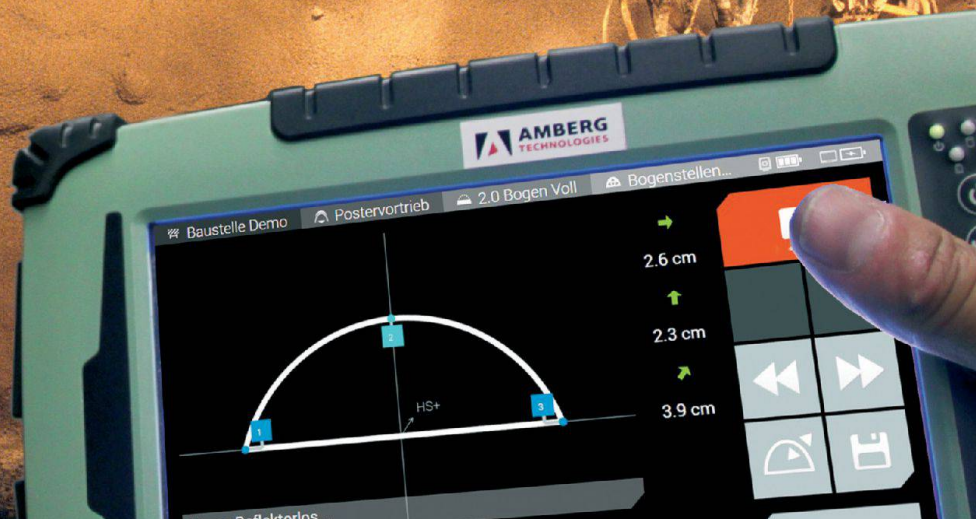 AMBERG
TECHNOLOGIES
Baustelle Demo
Postervortrieb
2.0 Bogen Voll
Bogenstellen...
2.6 cm
2.3 cm
3.9 cm
2
HS+
1
3
Reflektorlos